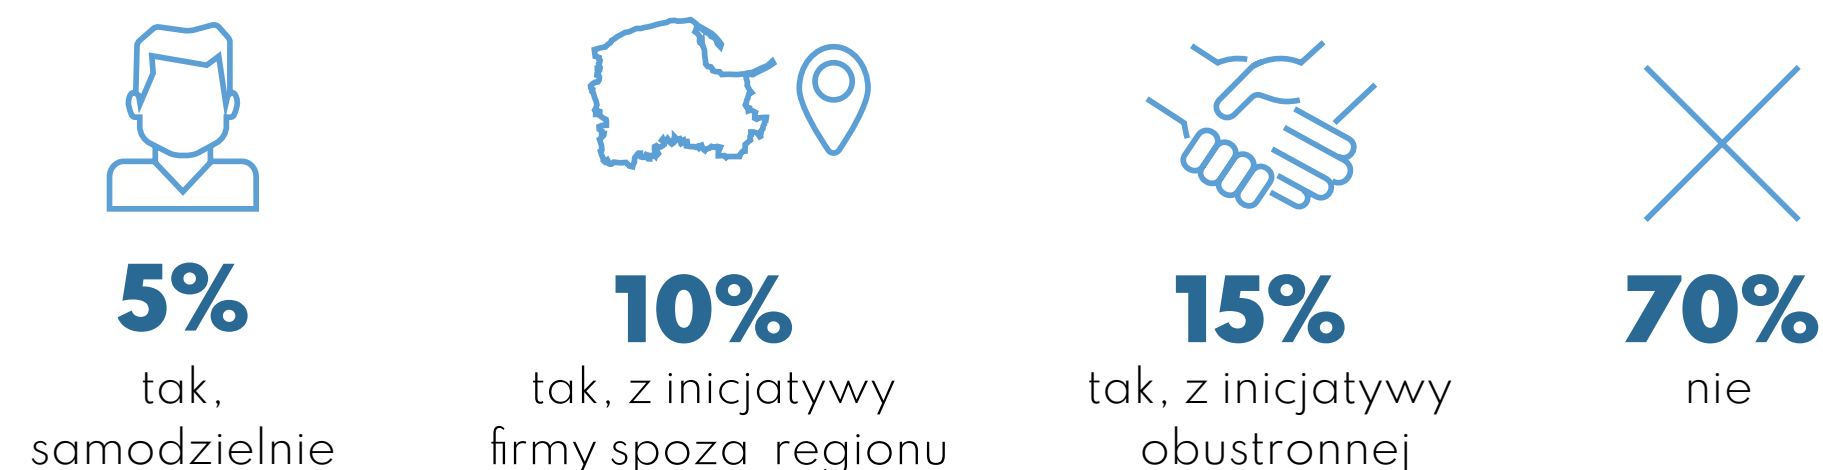 5%
tak,
samodzielnie
10%
tak, z inicjatywy
firmy spoza regionu
15%
tak, z inicjatywy
obustronnej
70%
nie